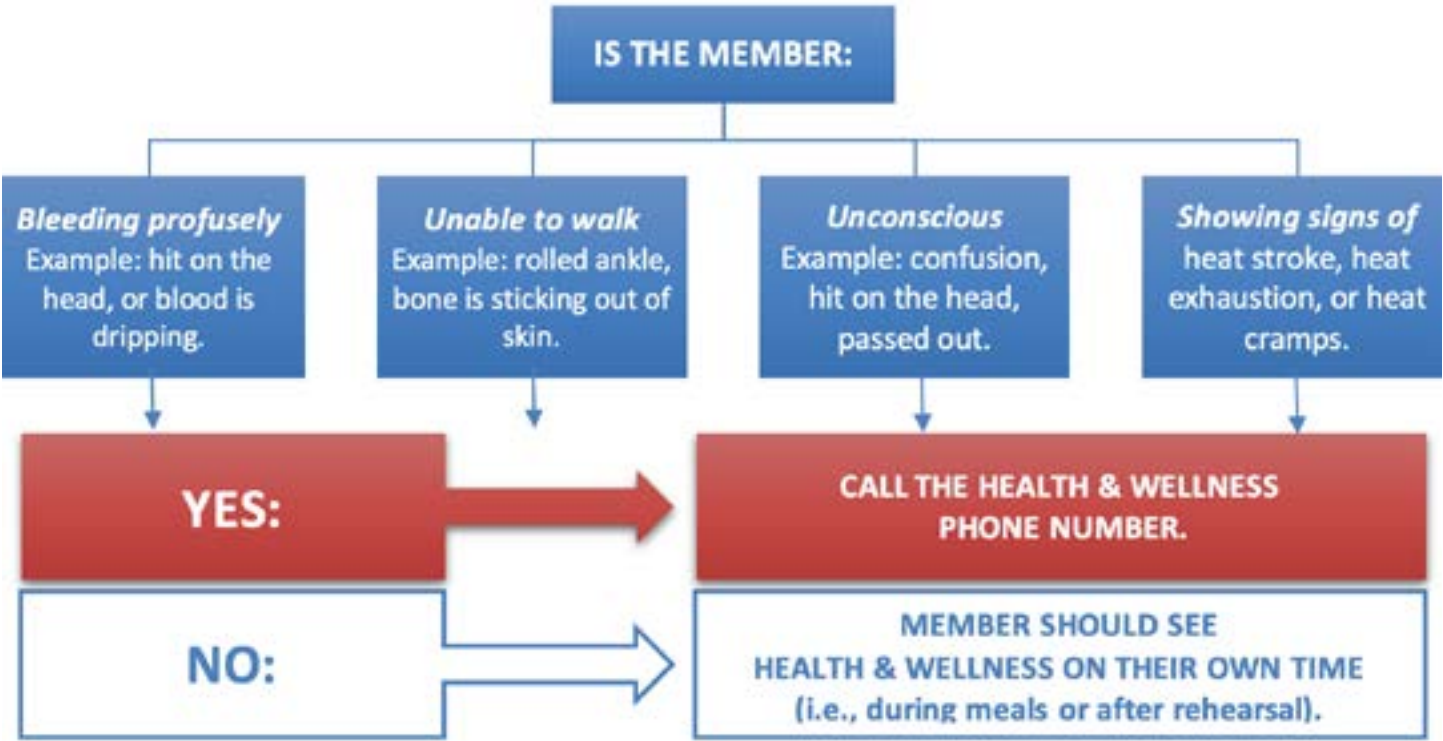 IS THE MEMBER:
Bleeding profusely
Example: hit on the
head, or blood is
dripping.
Unable to walk
Example: rolled ankle,
bone is sticking out of
skin.
Unconscious
Example: confusion,
hit on the head,
passed out.
Showing signs of
heat stroke, heat
exhaustion, or heat
cramps.
YES:
CALL THE HEALTH & WELLNESS
PHONE NUMBER.
NO:
MEMBER SHOULD SEE
HEALTH & WELLNESS ON THEIR OWN TIME
(i.e., during meals or after rehearsal).